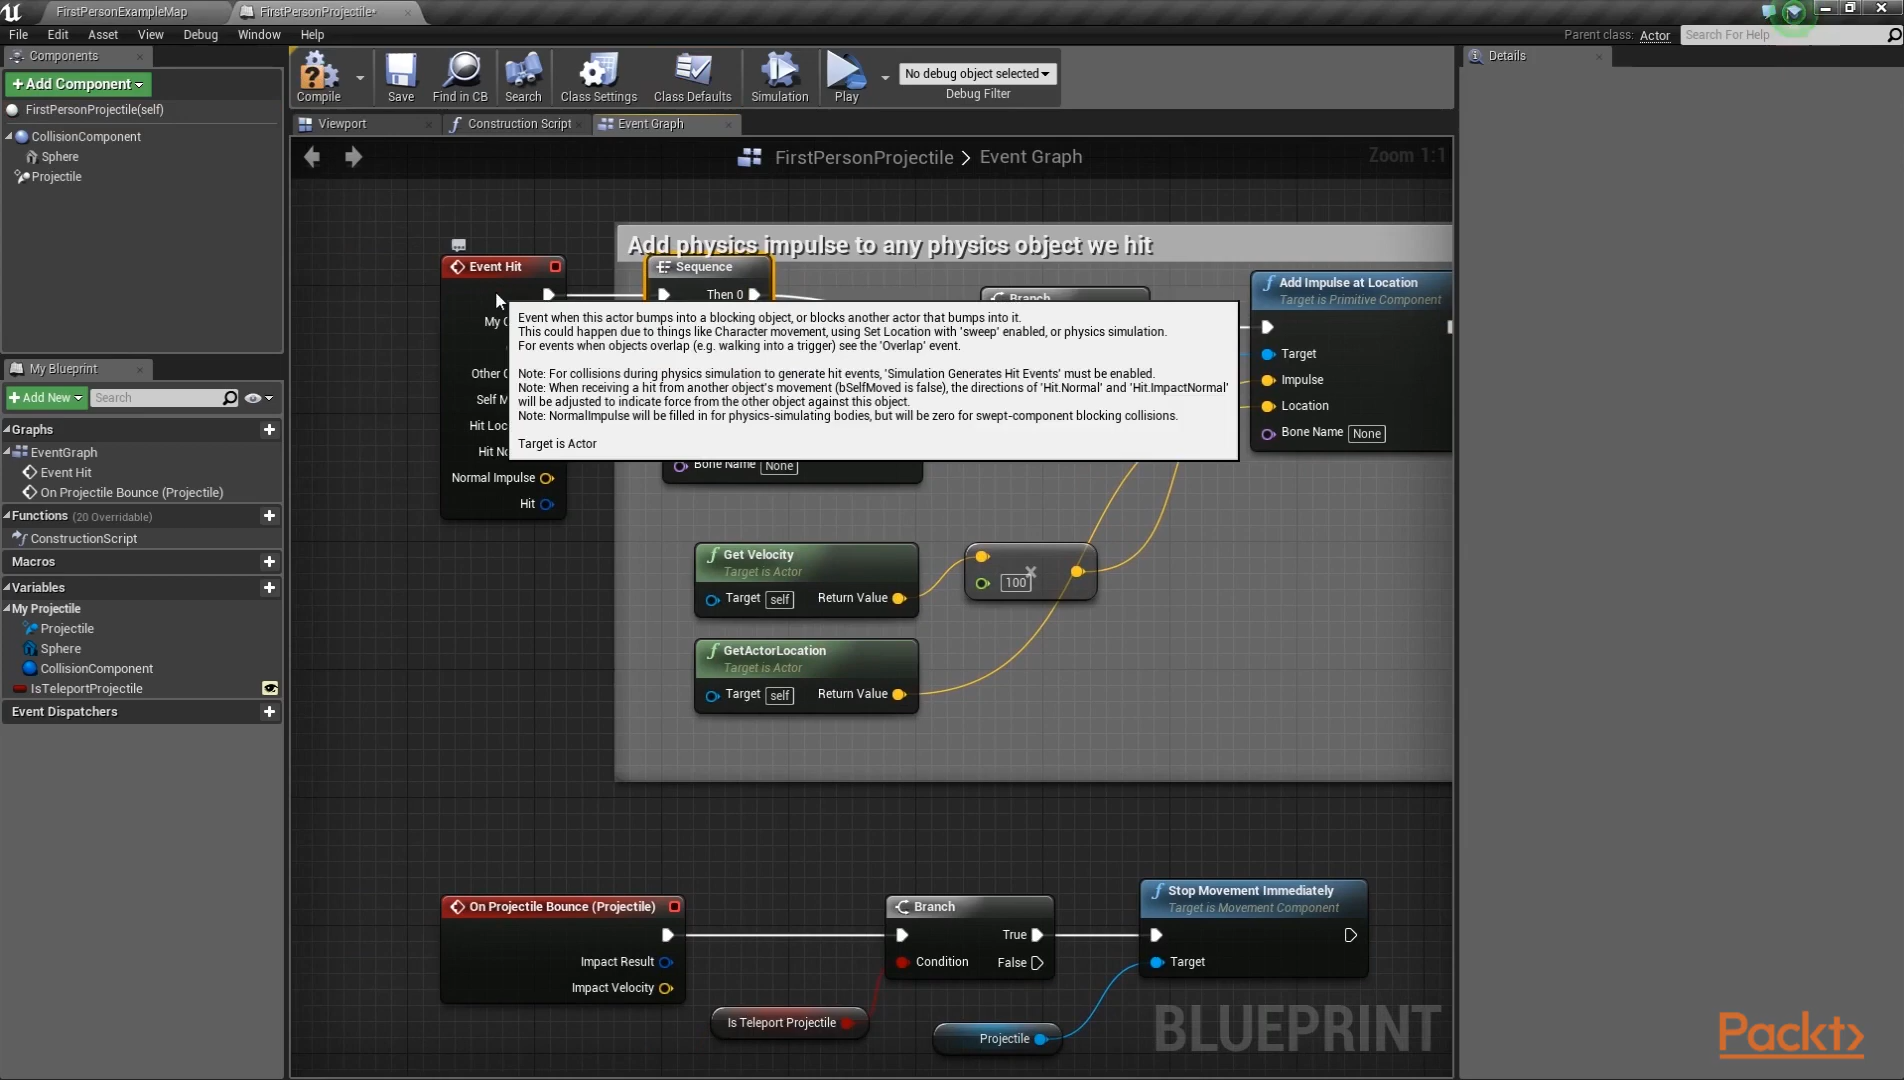 FirstPersonExampleMap
FirstPersonProjectile*
File Edit Asset View Debug Window Help
Parent class: Actor
Search For Help
Components
+Add Component
FirstPersonProjectile(self)
CollisionComponent
Sphere
Projectile
Compile
Save
Find in CB
Search
Class Settings
Class Defaults
Simulation
Play
No debug object selected
Debug Filter
Details
Viewport
Construction Script
Event Graph
FirstPersonProjectile > Event Graph
Zoom 1:1
My Blueprint
+Add New
Search
Graphs
EventGraph
Event Hit
On Projectile Bounce (Projectile)
Functions (20 Overridable)
ConstructionScript
Macros
Variables
My Projectile
Projectile
Sphere
CollisionComponent
IsTeleportProjectile
Event Dispatchers
Add physics impulse to any physics object we hit
Event Hit
My
Other
Self
Hit
Hit
Normal Impulse
Hit
Sequence
Then 0
Branch
Event when this actor bumps into a blocking object, or blocks another actor that bumps into it.
This could happen due to things like Character movement, using Set Location with 'sweep' enabled, or physics simulation.
For events when objects overlap (e.g. walking into a trigger) see the 'Overlap' event.
Note: For collisions during physics simulation to generate hit events, 'Simulation Generates Hit Events' must be enabled.
Note: When receiving a hit from another object's movement (bSelfMoved is false), the directions of 'Hit.Normal' and 'Hit.ImpactNormal'
will be adjusted to indicate force from the other object against this object.
Note: NormalImpulse will be filled in for physics-simulating bodies, but will be zero for swept-component blocking collisions.
Target is Actor
Bone Name None
Add Impulse at Location
Target is Primitive Component
Target
Impulse
Location
Bone Name None
Get Velocity
Target is Actor
Target self Return Value
100
GetActorLocation
Target is Actor
Target self Return Value
On Projectile Bounce (Projectile)
Impact Result
Impact Velocity
Branch
True
Condition False
Is Teleport Projectile
Stop Movement Immediately
Target is Movement Component
Target
Projectile
BLUEPRINT
Packt>